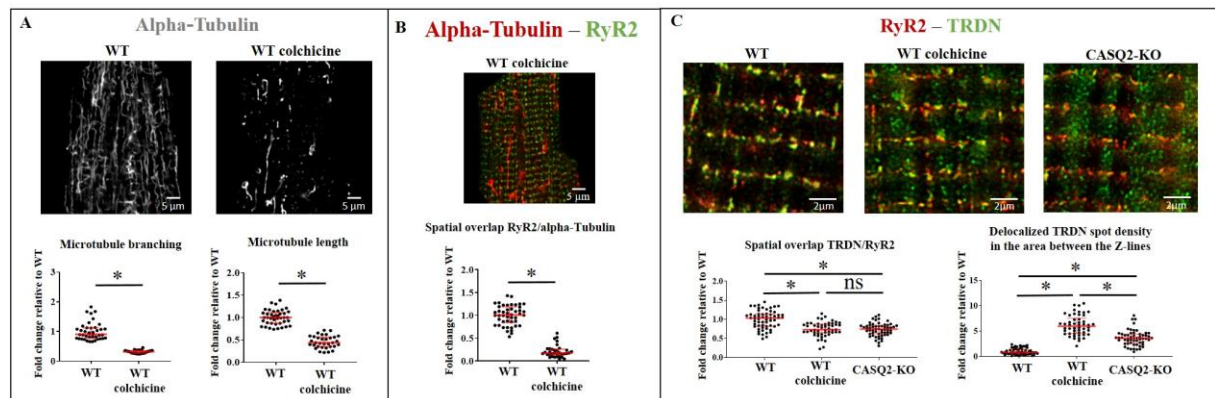 A
Alpha-Tubulin
WT
WT colchicine
5 µm
5 µm
Microtubule branching
Fold change relative to WT
3
2
1
0
*
WT
WT
colchicine
Microtubule length
Fold change relative to WT
2.0
1.5
1.0
0.5
0.0
*
WT
WT
colchicine
B
Alpha-Tubulin – RyR2
WT colchicine
5 µm
Spatial overlap RyR2/alpha-Tubulin
Fold change relative to WT
2.0
1.5
1.0
0.5
0.0
*
WT
WT
colchicine
C
RyR2 – TRDN
WT
WT colchicine
CASQ2-KO
2µm
2µm
2µm
Spatial overlap TRDN/RyR2
Fold change relative to WT
2.0
1.5
1.0
0.5
0.0
*
*
ns
WT
WT
colchicine
CASQ2-KO
Delocalized TRDN spot density
in the area between the Z-lines
Fold change relative to WT
15
10
5
0
*
*
*
WT
WT
colchicine
CASQ2-KO